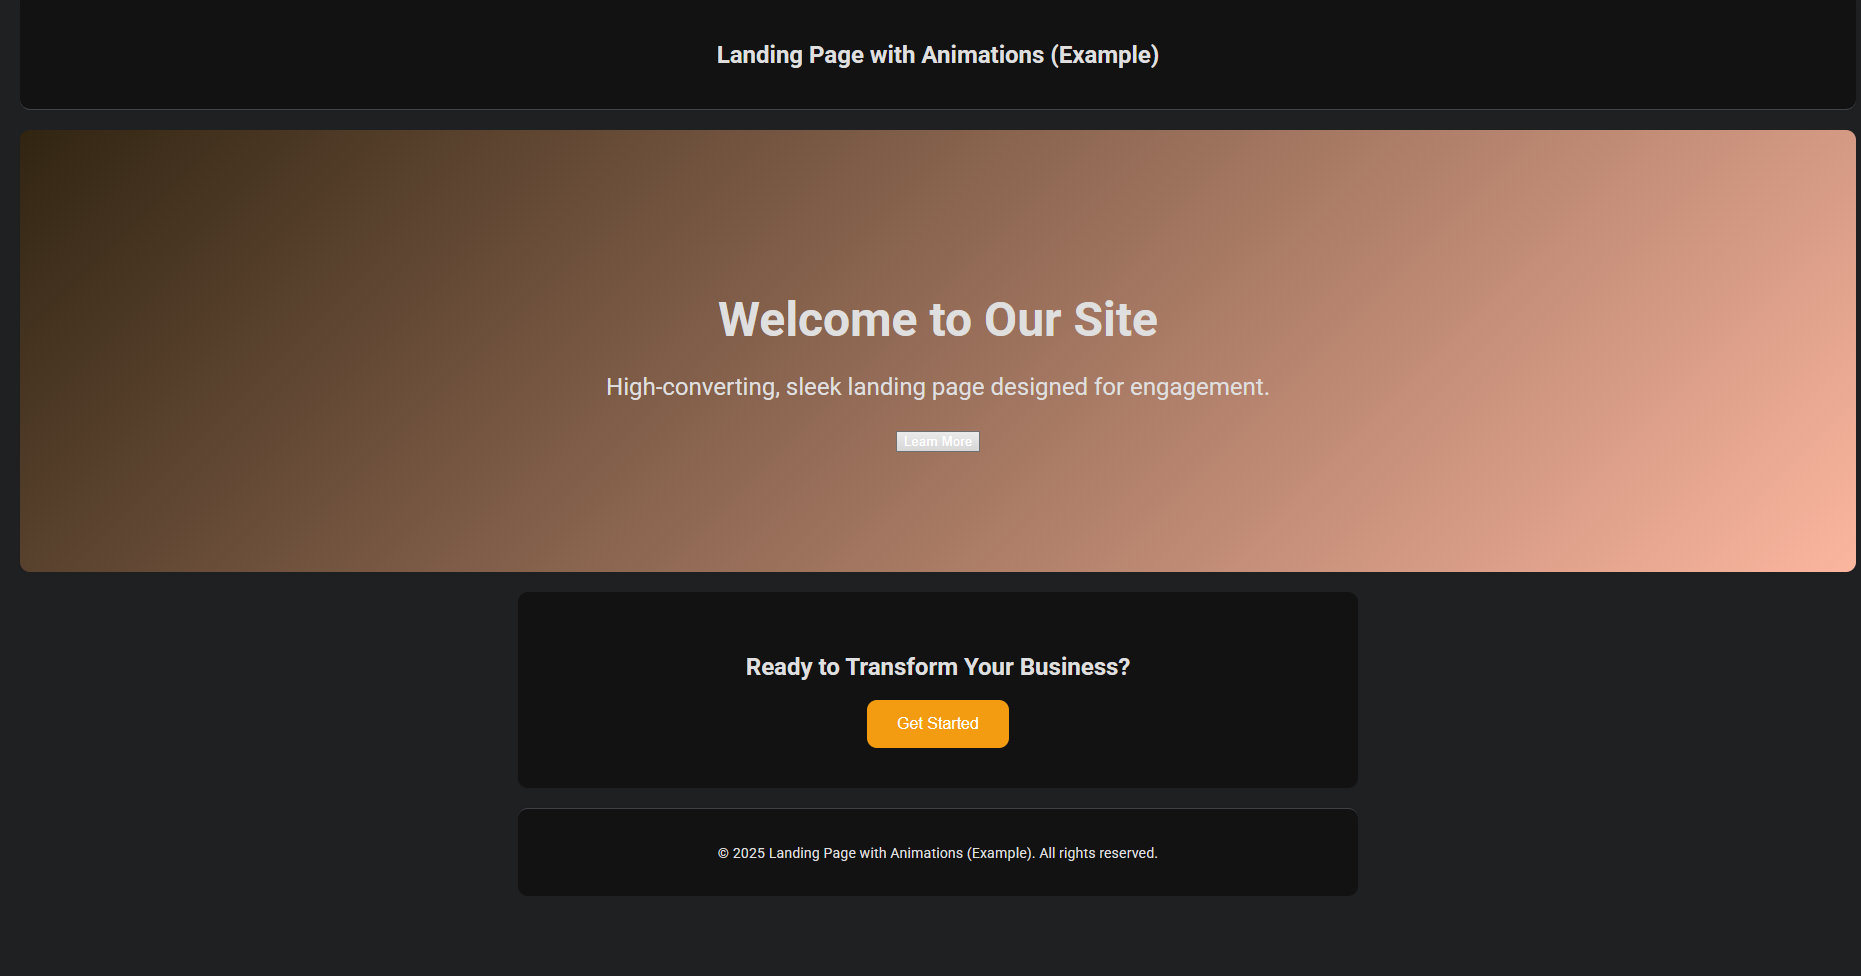 Landing Page with Animations (Example)
Welcome to Our Site
High-converting, sleek landing page designed for engagement.
Learn More
Ready to Transform Your Business?
Get Started
© 2025 Landing Page with Animations (Example). All rights reserved.